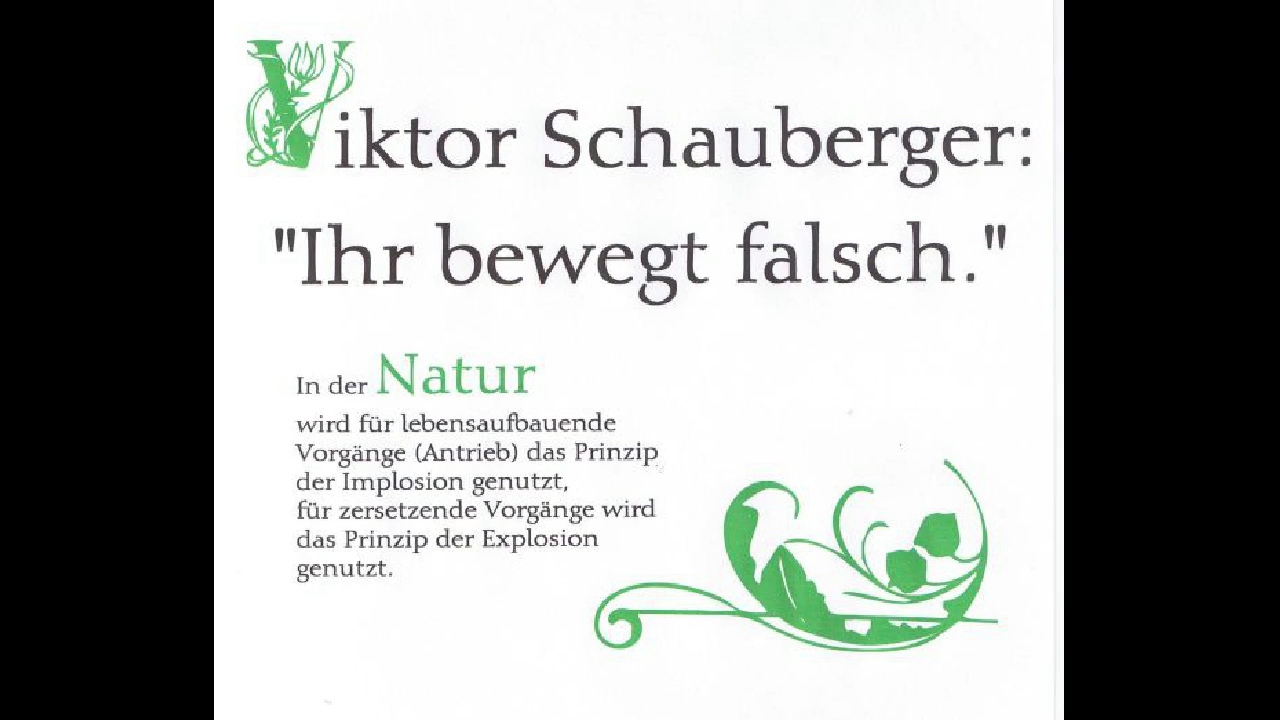 Viktor Schauberger:
"Ihr bewegt falsch."
In der Natur
wird für lebensaufbauende
Vorgänge (Antrieb) das Prinzip
der Implosion genutzt,
für zersetzende Vorgänge wird
das Prinzip der Explosion
genutzt.